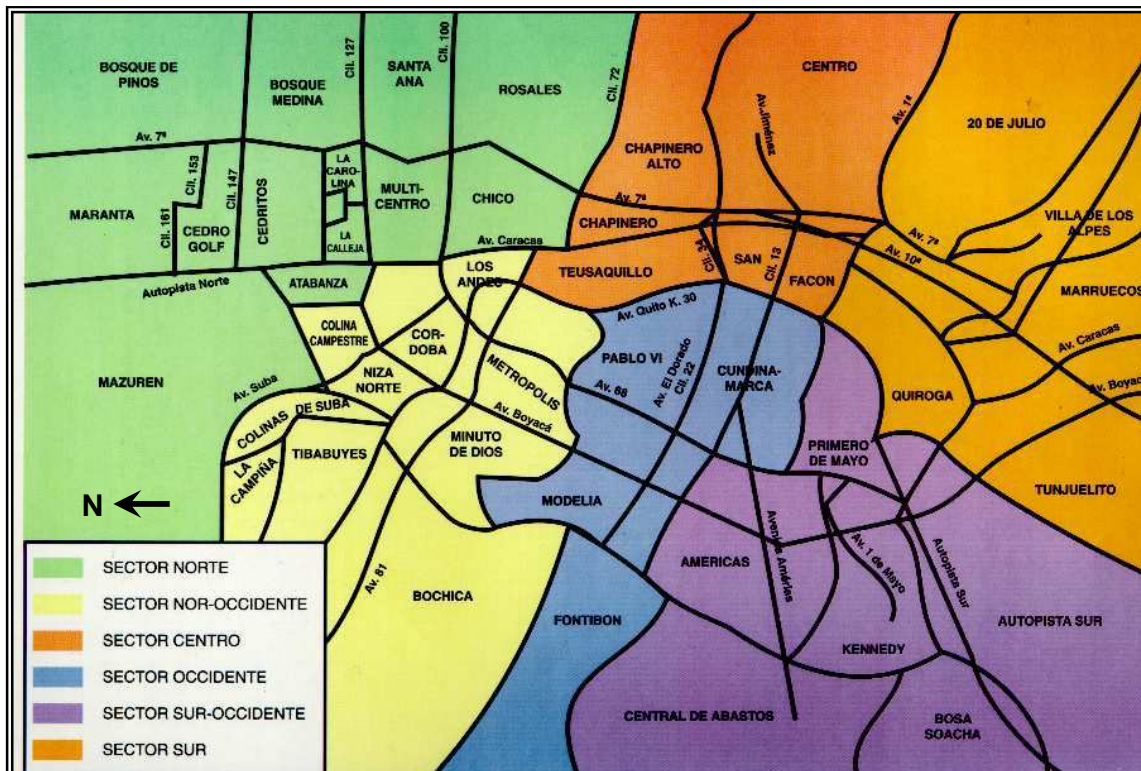 BOSQUE DE
PINOS
BOSQUE
MEDINA
Cll. 127
SANTA
ANA
Cll. 100
ROSALES
Cll. 72
CENTRO
Av.Jiménez
Av. 1ª
20 DE JULIO
Av. 7ª
Cll. 153
Cll. 147
LA
CARO-
LINA
CHAPINERO
ALTO
MARANTA
Cll. 161
CEDRO
GOLF
CEDRITOS
MULTI-
CENTRO
CHICO
Av. 7ª
CHAPINERO
VILLA DE LOS
ALPES
LA
CALLEJA
Av. Caracas
Cll. 34
SAN
Cll. 13
FACON
Av. 7ª
Av. 10ª
Autopista Norte
ATABANZA
LOS
ANDES
TEUSAQUILLO
MARRUECOS
Av. Quito K. 30
COLINA
CAMPESTRE
COR-
DOBA
METROPOLIS
PABLO VI
Av. El Dorado
Cll. 22
CUNDINA-
MARCA
Av. Caracas
MAZUREN
NIZA
NORTE
Av. 68
Av. Boyac
Av. Suba
QUIROGA
COLINAS DE SUBA
Av. Boyacá
MINUTO
DE DIOS
PRIMERO
DE MAYO
LA
CAMPIÑA
TIBABUYES
TUNJUELITO
N
MODELIA
AMERICAS
Avenida Améries
Av. 1 de Mayo
Autopista Sur
Av. 81
BOCHICA
FONTIBON
AUTOPISTA SUR
KENNEDY
CENTRAL DE ABASTOS
BOSA
SOACHA
SECTOR NORTE
SECTOR NOR-OCCIDENTE
SECTOR CENTRO
SECTOR OCCIDENTE
SECTOR SUR-OCCIDENTE
SECTOR SUR